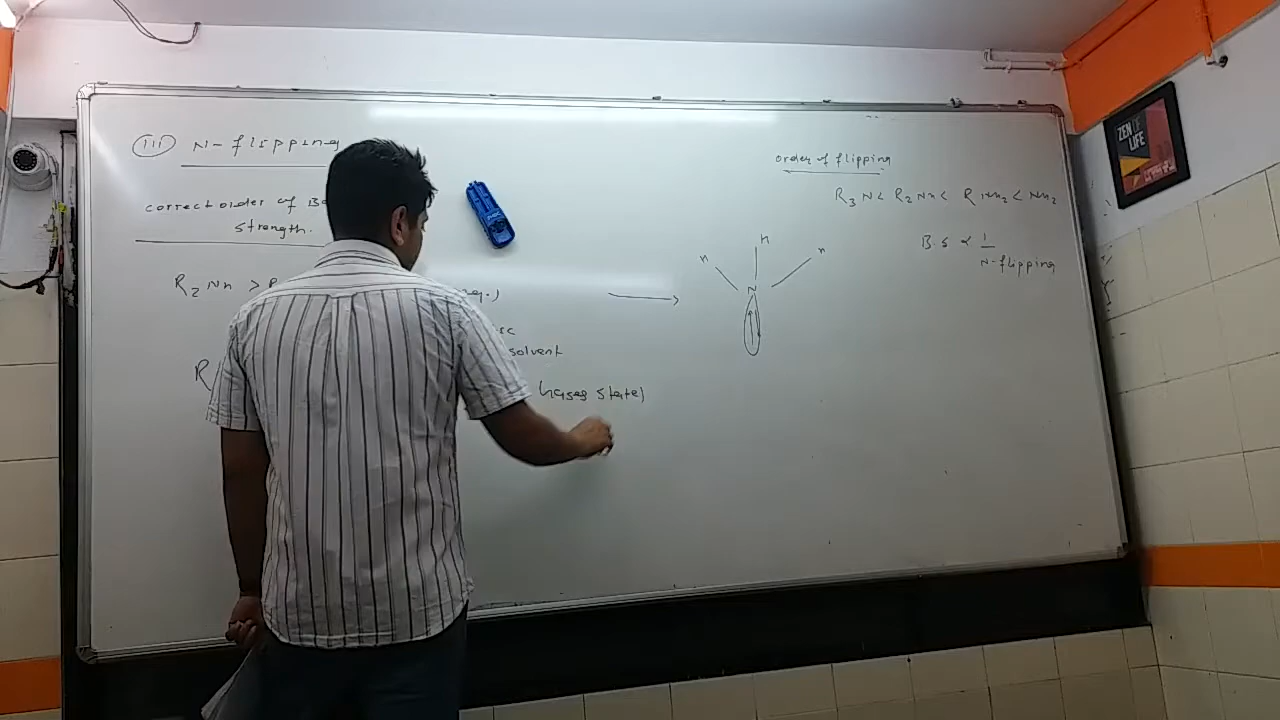 (III) N-flipping
correct order of B
strength.
R₂NH > R
eq.)
solvent
R
(Gases state)
H
H
H
N
order of flipping
R₃N < R₂NH < RNH₂ < NH₃
B.S ∝ 1/N-flipping
ZEN OF LIFE